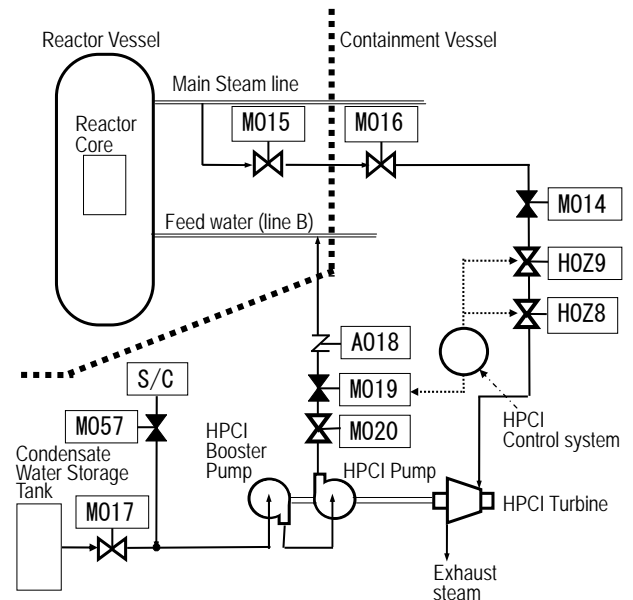 Reactor Vessel
Containment Vessel
Main Steam line
MO15
MO16
Reactor
Core
MO14
Feed water (line B)
HOZ9
HOZ8
AO18
S/C
MO19
HPCI
Control system
MO57
HPCI
Booster
Pump
MO20
Condensate
Water Storage
Tank
HPCI Pump
MO17
HPCI Turbine
Exhaust
steam